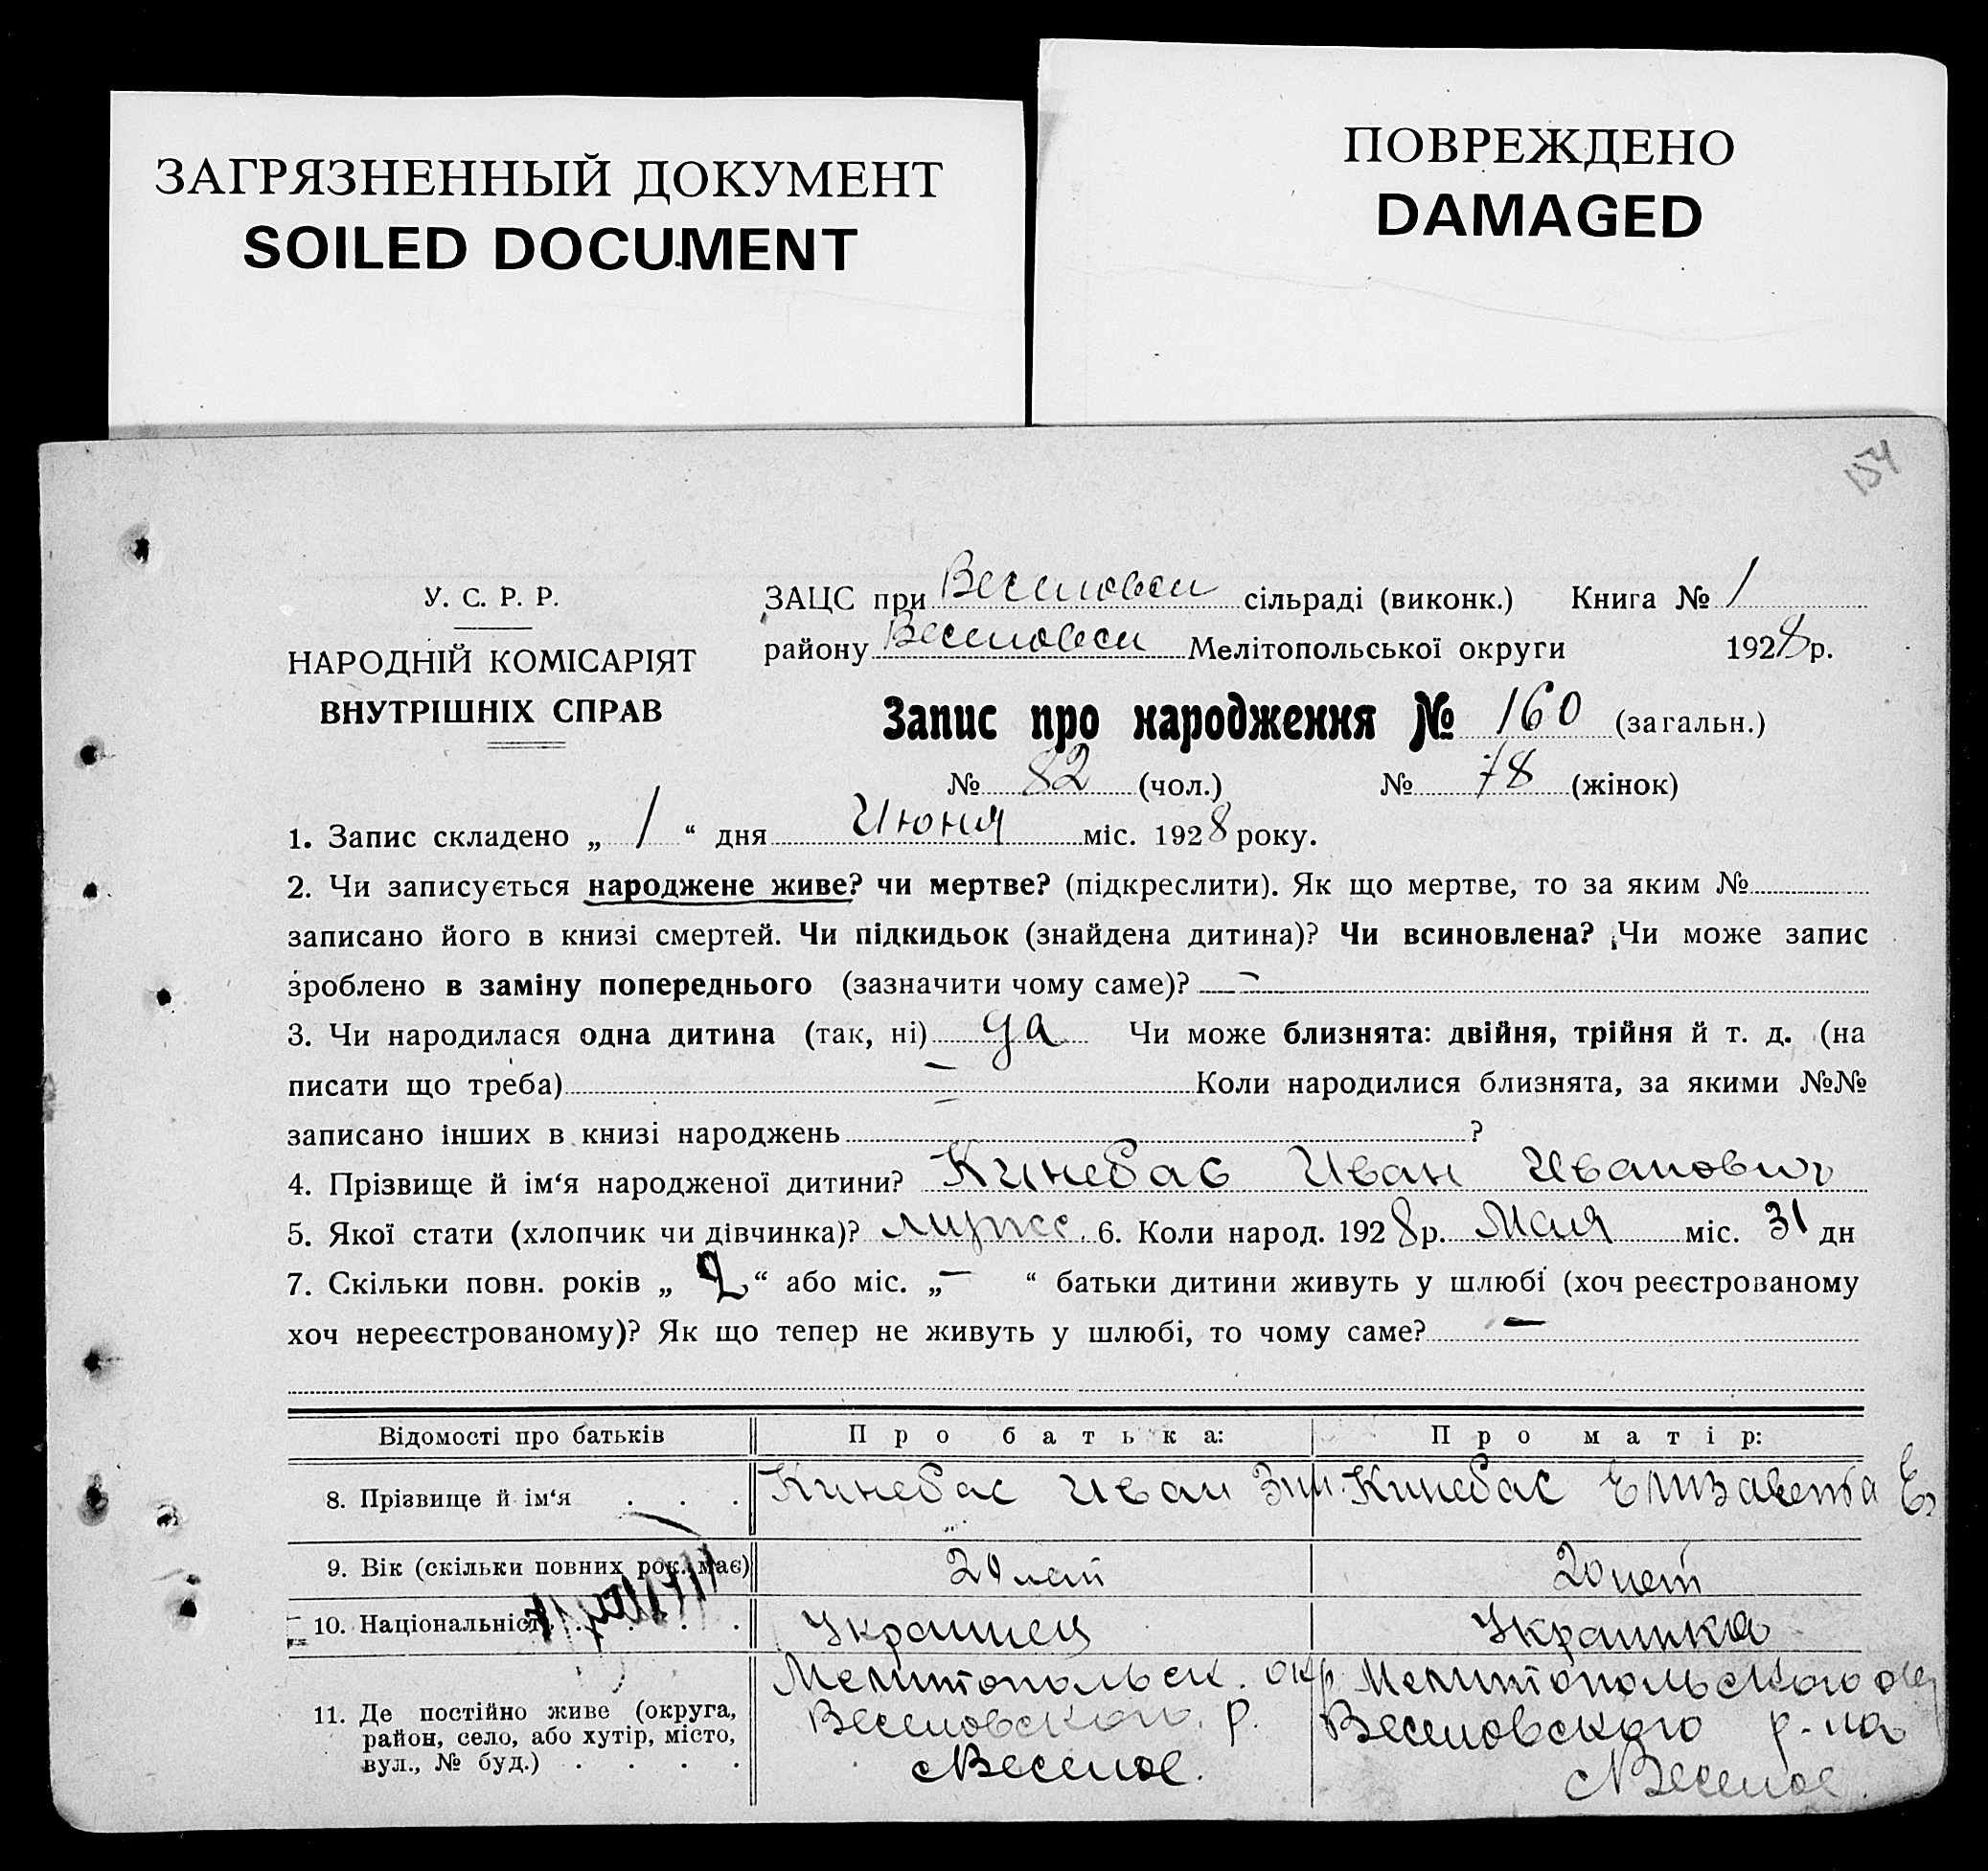 ЗАГРЯЗНЕННЫЙ ДОКУМЕНТ
SOILED DOCUMENT
ПОВРЕЖДЕНО
DAMAGED
154
У. С. Р. Р.
НАРОДНІЙ КОМІСАРІЯТ
ВНУТРІШНІХ СПРАВ
ЗАЦС при Веселовск сільраді (виконк.) Книга № 1
району Веселовск Мелітопольської округи 1928 р.
Запис про народження № 160 (загальн.)
№ 82 (чол.) № 78 (жінок)
1. Запис складено „ 1 “ дня Июня міс. 1928 року.
2. Чи записується народжене живе? чи мертве? (підкреслити). Як що мертве, то за яким №
записано його в книзі смертей. Чи підкидьок (знайдена дитина)? Чи всиновлена? Чи може запис
зроблено в заміну попереднього (зазначити чому саме)? —
3. Чи народилася одна дитина (так, ні) да Чи може близнята: двійня, трійня й т. д. (на
писати що треба) — Коли народилися близнята, за якими №№
записано інших в книзі народжень — ?
4. Прізвище й ім‘я народженої дитини? Кинебас Иван Иванович
5. Якої стати (хлопчик чи дівчинка)? мужс. 6. Коли народ. 1928 р. Мая міс. 31 дн
7. Скільки повн. років „ 2 “ або міс. „ — “ батьки дитини живуть у шлюбі (хоч реєстрованому
хоч нереєстрованому)? Як що тепер не живуть у шлюбі, то чому саме? —
Відомості про батьків Про батька: Про матір:
8. Прізвище й ім‘я . . . Кинебас Иван Кинебас Елизавета Е
9. Вік (скільки повних рок. має) лет 20 лет
10. Національність . . . Украинец Украинка
11. Де постійно живе (округа, район, село, або хутір, місто, вул., № буд.) . . . .
Мелитопольск. окр
Веселовского р.
с Веселое.
Мелитопольского окр
Веселовского р-на
с Веселое.